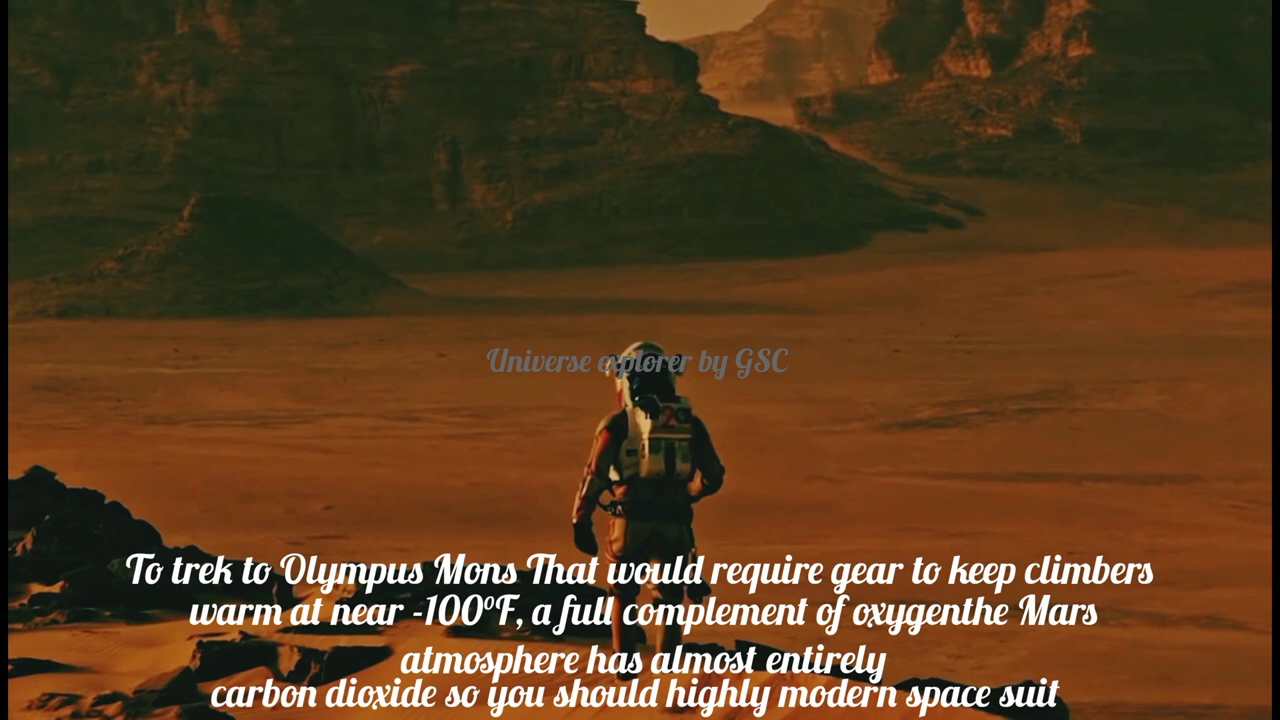 Universe explorer by GSC
To trek to Olympus Mons That would require gear to keep climbers
warm at near -100ºF, a full complement of oxygenthe Mars
atmosphere has almost entirely
carbon dioxide so you should highly modern space suit